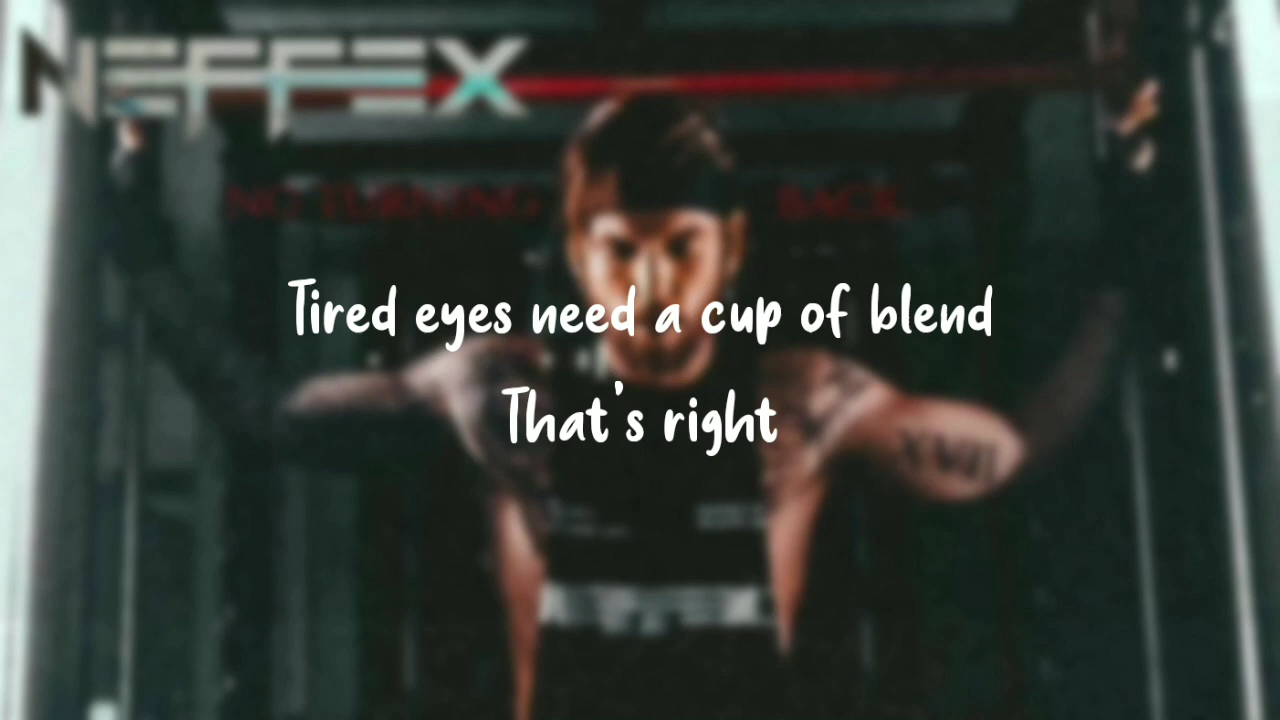 NEFFEX
NO TURNING BACK
Tired eyes need a cup of blend
That's right